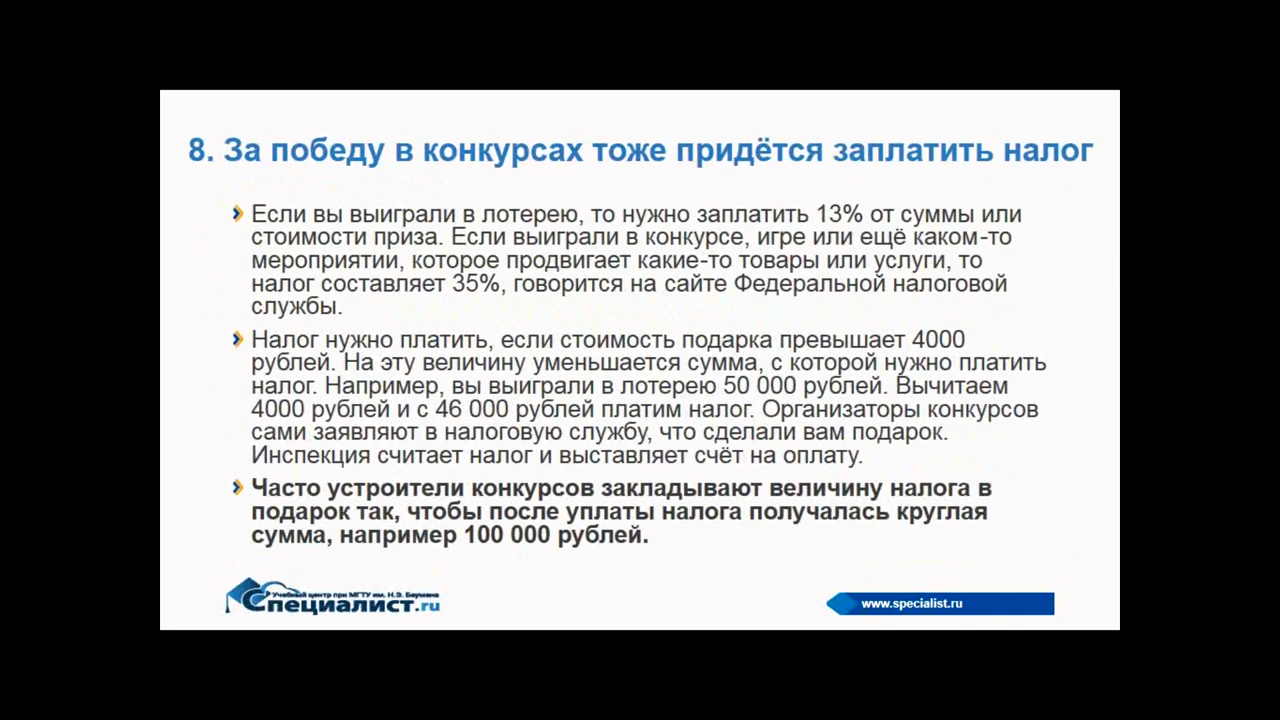 8. За победу в конкурсах тоже придётся заплатить налог
Если вы выиграли в лотерею, то нужно заплатить 13% от суммы или
стоимости приза. Если выиграли в конкурсе, игре или ещё каком-то
мероприятии, которое продвигает какие-то товары или услуги, то
налог составляет 35%, говорится на сайте Федеральной налоговой
службы.
Налог нужно платить, если стоимость подарка превышает 4000
рублей. На эту величину уменьшается сумма, с которой нужно платить
налог. Например, вы выиграли в лотерею 50 000 рублей. Вычитаем
4000 рублей и с 46 000 рублей платим налог. Организаторы конкурсов
сами заявляют в налоговую службу, что сделали вам подарок.
Инспекция считает налог и выставляет счёт на оплату.
Часто устроители конкурсов закладывают величину налога в
подарок так, чтобы после уплаты налога получалась круглая
сумма, например 100 000 рублей.
Учебный центр при МГТУ им. Н.Э. Баумана
Специалист.ru
www.specialist.ru